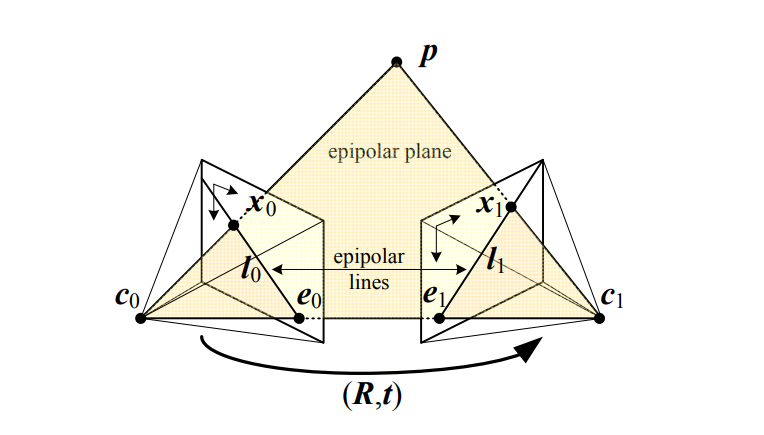 p
epipolar plane
x0
x1
l0
epipolar
lines
l1
c0
e0
e1
c1
(R,t)